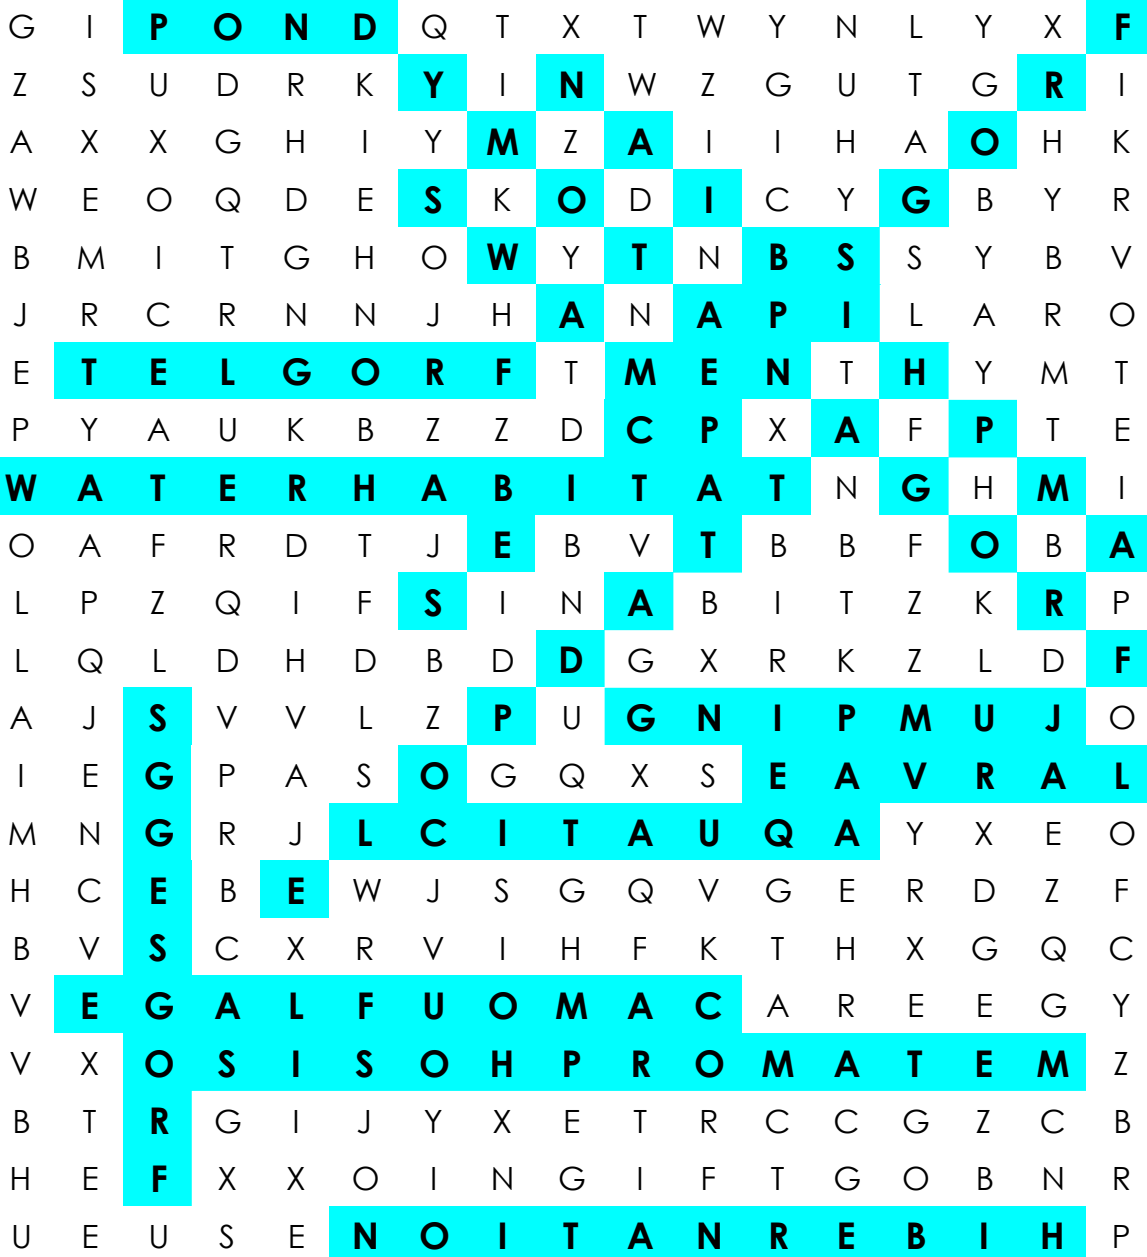 G I P O N D Q T X T W Y N L Y X F
Z S U D R K Y I N W Z G U T G R I
A X X G H I Y M Z A I I H A O H K
W E O Q D E S K O D I C Y G B Y R
B M I T G H O W Y T N B S S Y B V
J R C R N N J H A N A P I L A R O
E T E L G O R F T M E N T H Y M T
P Y A U K B Z Z D C P X A F P T E
W A T E R H A B I T A T N G H M I
O A F R D T J E B V T B B F O B A
L P Z Q I F S I N A B I T Z K R P
L Q L D H D B D D G X R K Z L D F
A J S V V L Z P U G N I P M U J O
I E G P A S O G Q X S E A V R A L
M N G R J L C I T A U Q A Y X E O
H C E B E W J S G Q V G E R D Z F
B V S C X R V I H F K T H X G Q C
V E G A L F U O M A C A R E E G Y
V X O S I S O H P R O M A T E M Z
B T R G I J Y X E T R C C G Z C B
H E F X X O I N G I F T G O B N R
U E U S E N O I T A N R E B I H P